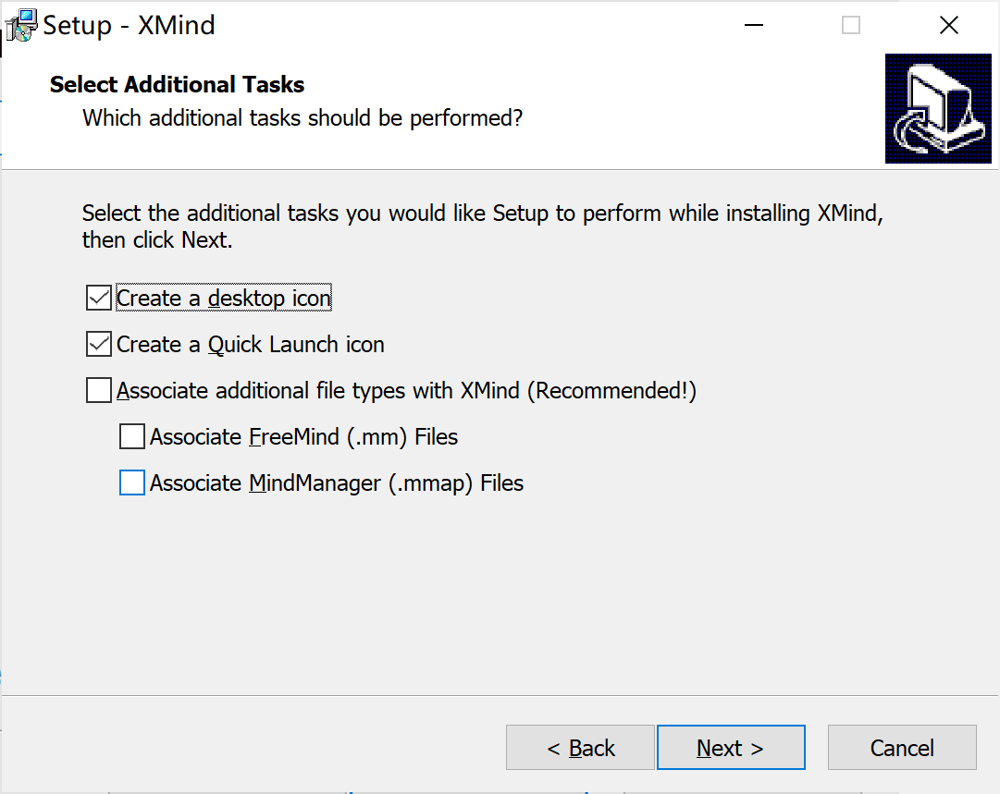 Setup - XMind
Select Additional Tasks
Which additional tasks should be performed?
Select the additional tasks you would like Setup to perform while installing XMind,
then click Next.
Create a desktop icon
Create a Quick Launch icon
Associate additional file types with XMind (Recommended!)
Associate FreeMind (.mm) Files
Associate MindManager (.mmap) Files
< Back
Next >
Cancel